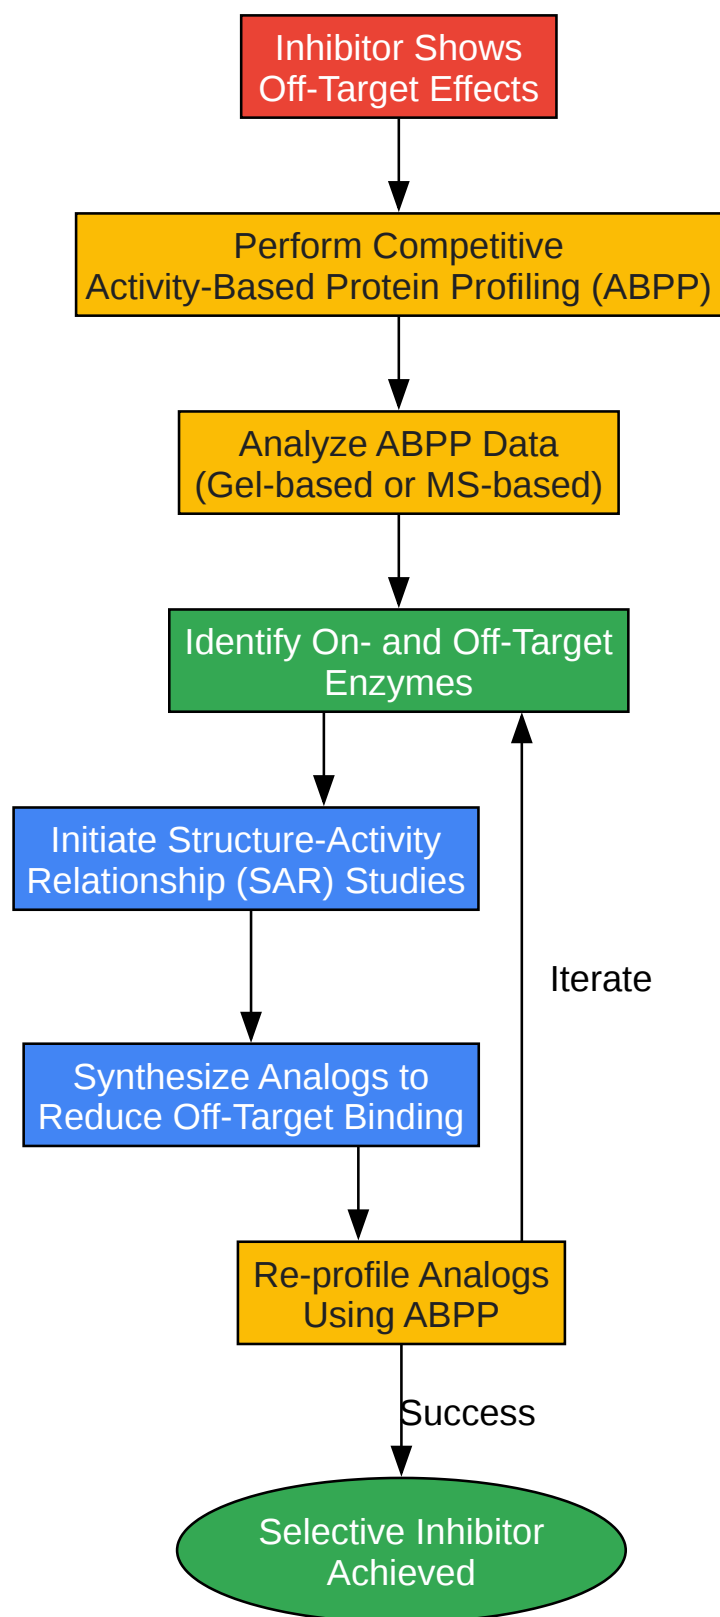 Inhibitor Shows
Off-Target Effects
Perform Competitive
Activity-Based Protein Profiling (ABPP)
Analyze ABPP Data
(Gel-based or MS-based)
Identify On- and Off-Target
Enzymes
Initiate Structure-Activity
Relationship (SAR) Studies
Iterate
Synthesize Analogs to
Reduce Off-Target Binding
Re-profile Analogs
Using ABPP
Success
Selective Inhibitor
Achieved